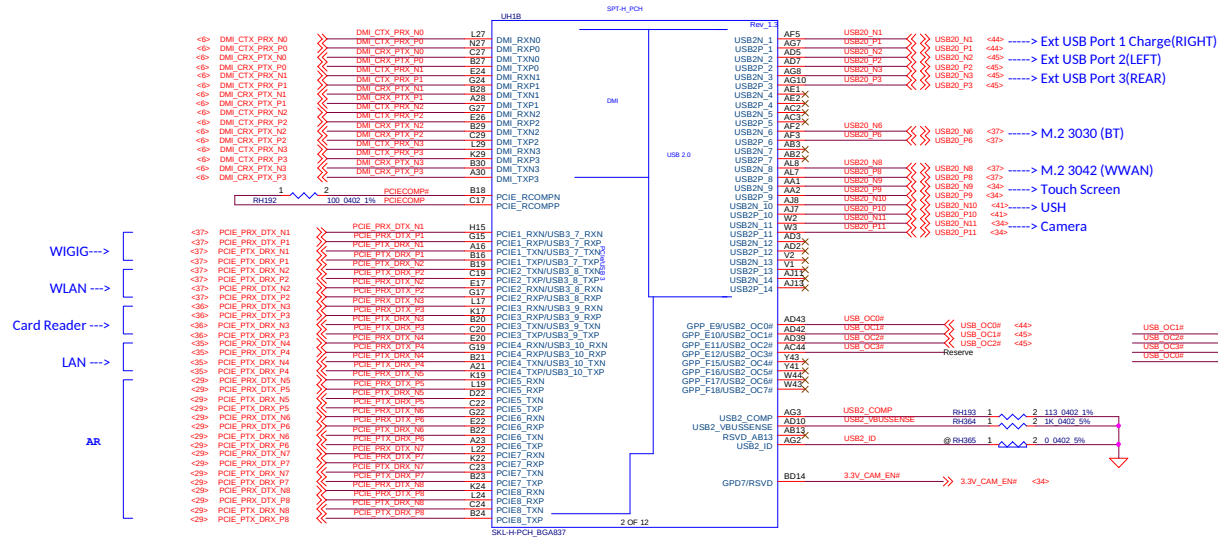 SPT-H_PCH
UH1B
Rev_1.3
<6> DMI_CTX_PRX_N0 DMI_CTX_PRX_N0 L27 DMI_RXN0
<6> DMI_CTX_PRX_P0 DMI_CTX_PRX_P0 N27 DMI_RXP0
<6> DMI_CRX_PTX_N0 DMI_CRX_PTX_N0 C27 DMI_TXN0
<6> DMI_CRX_PTX_P0 DMI_CRX_PTX_P0 B27 DMI_TXP0
<6> DMI_CTX_PRX_N1 DMI_CTX_PRX_N1 E24 DMI_RXN1
<6> DMI_CTX_PRX_P1 DMI_CTX_PRX_P1 G24 DMI_RXP1
<6> DMI_CRX_PTX_N1 DMI_CRX_PTX_N1 B28 DMI_TXN1
<6> DMI_CRX_PTX_P1 DMI_CRX_PTX_P1 A28 DMI_TXP1
<6> DMI_CTX_PRX_N2 DMI_CTX_PRX_N2 G27 DMI_RXN2
<6> DMI_CTX_PRX_P2 DMI_CTX_PRX_P2 E26 DMI_RXP2
<6> DMI_CRX_PTX_N2 DMI_CRX_PTX_N2 B29 DMI_TXN2
<6> DMI_CRX_PTX_P2 DMI_CRX_PTX_P2 C29 DMI_TXP2
<6> DMI_CTX_PRX_N3 DMI_CTX_PRX_N3 L29 DMI_RXN3
<6> DMI_CTX_PRX_P3 DMI_CTX_PRX_P3 K29 DMI_RXP3
<6> DMI_CRX_PTX_N3 DMI_CRX_PTX_N3 B30 DMI_TXN3
<6> DMI_CRX_PTX_P3 DMI_CRX_PTX_P3 A30 DMI_TXP3
1 2 PCIECOMP# B18 PCIE_RCOMPN
RH192 100_0402_1% PCIECOMP C17 PCIE_RCOMPP
<37> PCIE_PRX_DTX_N1 PCIE_PRX_DTX_N1 H15 PCIE1_RXN/USB3_7_RXN
<37> PCIE_PRX_DTX_P1 PCIE_PRX_DTX_P1 G15 PCIE1_RXP/USB3_7_RXP
<37> PCIE_PTX_DRX_N1 PCIE_PTX_DRX_N1 A16 PCIE1_TXN/USB3_7_TXN
<37> PCIE_PTX_DRX_P1 PCIE_PTX_DRX_P1 B16 PCIE1_TXP/USB3_7_TXP
WIGIG--->
<37> PCIE_PTX_DRX_N2 PCIE_PTX_DRX_N2 B19 PCIE2_TXN/USB3_8_TXN
<37> PCIE_PTX_DRX_P2 PCIE_PTX_DRX_P2 C19 PCIE2_TXP/USB3_8_TXP
<37> PCIE_PRX_DTX_N2 PCIE_PRX_DTX_N2 E17 PCIE2_RXN/USB3_8_RXN
<37> PCIE_PRX_DTX_P2 PCIE_PRX_DTX_P2 G17 PCIE2_RXP/USB3_8_RXP
WLAN --->
<36> PCIE_PRX_DTX_N3 PCIE_PRX_DTX_N3 L17 PCIE3_RXN/USB3_9_RXN
<36> PCIE_PRX_DTX_P3 PCIE_PRX_DTX_P3 K17 PCIE3_RXP/USB3_9_RXP
<36> PCIE_PTX_DRX_N3 PCIE_PTX_DRX_N3 B20 PCIE3_TXN/USB3_9_TXN
<36> PCIE_PTX_DRX_P3 PCIE_PTX_DRX_P3 C20 PCIE3_TXP/USB3_9_TXP
Card Reader --->
<35> PCIE_PRX_DTX_N4 PCIE_PRX_DTX_N4 E20 PCIE4_RXN/USB3_10_RXN
<35> PCIE_PRX_DTX_P4 PCIE_PRX_DTX_P4 G19 PCIE4_RXP/USB3_10_RXP
<35> PCIE_PTX_DRX_N4 PCIE_PTX_DRX_N4 B21 PCIE4_TXN/USB3_10_TXN
<35> PCIE_PTX_DRX_P4 PCIE_PTX_DRX_P4 A21 PCIE4_TXP/USB3_10_TXP
LAN --->
<29> PCIE_PRX_DTX_N5 PCIE_PRX_DTX_N5 K19 PCIE5_RXN
<29> PCIE_PRX_DTX_P5 PCIE_PRX_DTX_P5 L19 PCIE5_RXP
<29> PCIE_PTX_DRX_N5 PCIE_PTX_DRX_N5 D22 PCIE5_TXN
<29> PCIE_PTX_DRX_P5 PCIE_PTX_DRX_P5 C22 PCIE5_TXP
<29> PCIE_PRX_DTX_N6 PCIE_PRX_DTX_N6 G22 PCIE6_RXN
<29> PCIE_PRX_DTX_P6 PCIE_PRX_DTX_P6 E22 PCIE6_RXP
<29> PCIE_PTX_DRX_N6 PCIE_PTX_DRX_N6 B22 PCIE6_TXN
<29> PCIE_PTX_DRX_P6 PCIE_PTX_DRX_P6 A23 PCIE6_TXP
AR
<29> PCIE_PRX_DTX_N7 PCIE_PRX_DTX_N7 L22 PCIE7_RXN
<29> PCIE_PRX_DTX_P7 PCIE_PRX_DTX_P7 K22 PCIE7_RXP
<29> PCIE_PTX_DRX_N7 PCIE_PTX_DRX_N7 C23 PCIE7_TXN
<29> PCIE_PTX_DRX_P7 PCIE_PTX_DRX_P7 B23 PCIE7_TXP
<29> PCIE_PRX_DTX_N8 PCIE_PRX_DTX_N8 K24 PCIE8_RXN
<29> PCIE_PRX_DTX_P8 PCIE_PRX_DTX_P8 L24 PCIE8_RXP
<29> PCIE_PTX_DRX_N8 PCIE_PTX_DRX_N8 C24 PCIE8_TXN
<29> PCIE_PTX_DRX_P8 PCIE_PTX_DRX_P8 B24 PCIE8_TXP
DMI
USB 2.0
PCIe/USB 3
2 OF 12
SKL-H-PCH_BGA837
USB2N_1 AF5 USB20_N1 USB20_N1 <44> -----> Ext USB Port 1 Charge(RIGHT)
USB2P_1 AG7 USB20_P1 USB20_P1 <44>
USB2N_2 AD5 USB20_N2 USB20_N2 <45> -----> Ext USB Port 2(LEFT)
USB2P_2 AD7 USB20_P2 USB20_P2 <45>
USB2N_3 AG8 USB20_N3 USB20_N3 <45> -----> Ext USB Port 3(REAR)
USB2P_3 AG10 USB20_P3 USB20_P3 <45>
USB2N_4 AE1
USB2P_4 AE2
USB2N_5 AC2
USB2P_5 AC3
USB2N_6 AF2 USB20_N6 USB20_N6 <37> -----> M.2 3030 (BT)
USB2P_6 AF3 USB20_P6 USB20_P6 <37>
USB2N_7 AB3
USB2P_7 AB2
USB2N_8 AL8 USB20_N8 USB20_N8 <37> -----> M.2 3042 (WWAN)
USB2P_8 AL7 USB20_P8 USB20_P8 <37>
USB2N_9 AA1 USB20_N9 USB20_N9 <34> -----> Touch Screen
USB2P_9 AA2 USB20_P9 USB20_P9 <34>
USB2N_10 AJ8 USB20_N10 USB20_N10 <41> -----> USH
USB2P_10 AJ7 USB20_P10 USB20_P10 <41>
USB2N_11 W2 USB20_N11 USB20_N11 <34> -----> Camera
USB2P_11 W3 USB20_P11 USB20_P11 <34>
USB2N_12 AD3
USB2P_12 AD2
USB2N_13 V2
USB2P_13 V1
USB2N_14 AJ11
USB2P_14 AJ13
GPP_E9/USB2_OC0# AD43 USB_OC0# USB_OC0# <44>
GPP_E10/USB2_OC1# AD42 USB_OC1# USB_OC1# <45> USB_OC1#
GPP_E11/USB2_OC2# AD39 USB_OC2# USB_OC2# <45> USB_OC2#
GPP_E12/USB2_OC3# AC44 USB_OC3# Reserve USB_OC3#
GPP_F15/USB2_OC4# Y43 USB_OC0#
GPP_F16/USB2_OC5# Y41
GPP_F17/USB2_OC6# W44
GPP_F18/USB2_OC7# W43
USB2_COMP AG3 USB2_COMP RH193 1 2 113_0402_1%
USB2_VBUSSENSE AD10 USB2_VBUSSENSE RH364 1 2 1K_0402_5%
RSVD_AB13 AB13
USB2_ID AG2 USB2_ID @ RH365 1 2 0_0402_5%
GPD7/RSVD BD14 3.3V_CAM_EN# 3.3V_CAM_EN# <34>